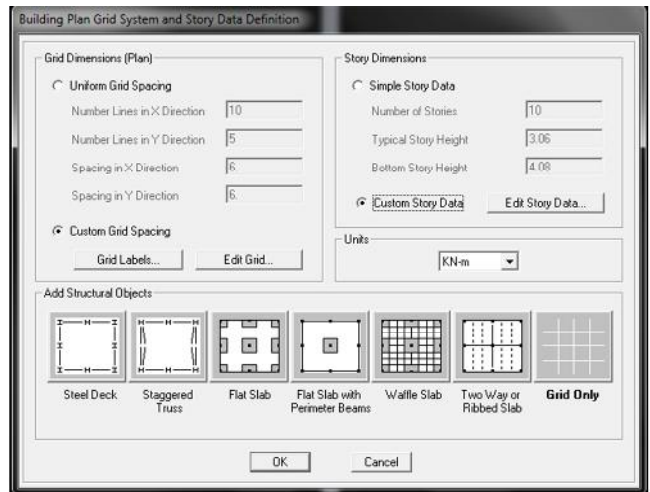 Building Plan Grid System and Story Data Definition
Grid Dimensions (Plan)
Uniform Grid Spacing
Number Lines in X Direction 10
Number Lines in Y Direction 5
Spacing in X Direction 6
Spacing in Y Direction 6.
Custom Grid Spacing
Grid Labels... Edit Grid...
Story Dimensions
Simple Story Data
Number of Stories 10
Typical Story Height 3.06
Bottom Story Height 4.08
Custom Story Data Edit Story Data...
Units
KN-m
Add Structural Objects
Steel Deck
Staggered
Truss
Flat Slab
Flat Slab with
Perimeter Beams
Waffle Slab
Two Way or
Ribbed Slab
Grid Only
OK Cancel